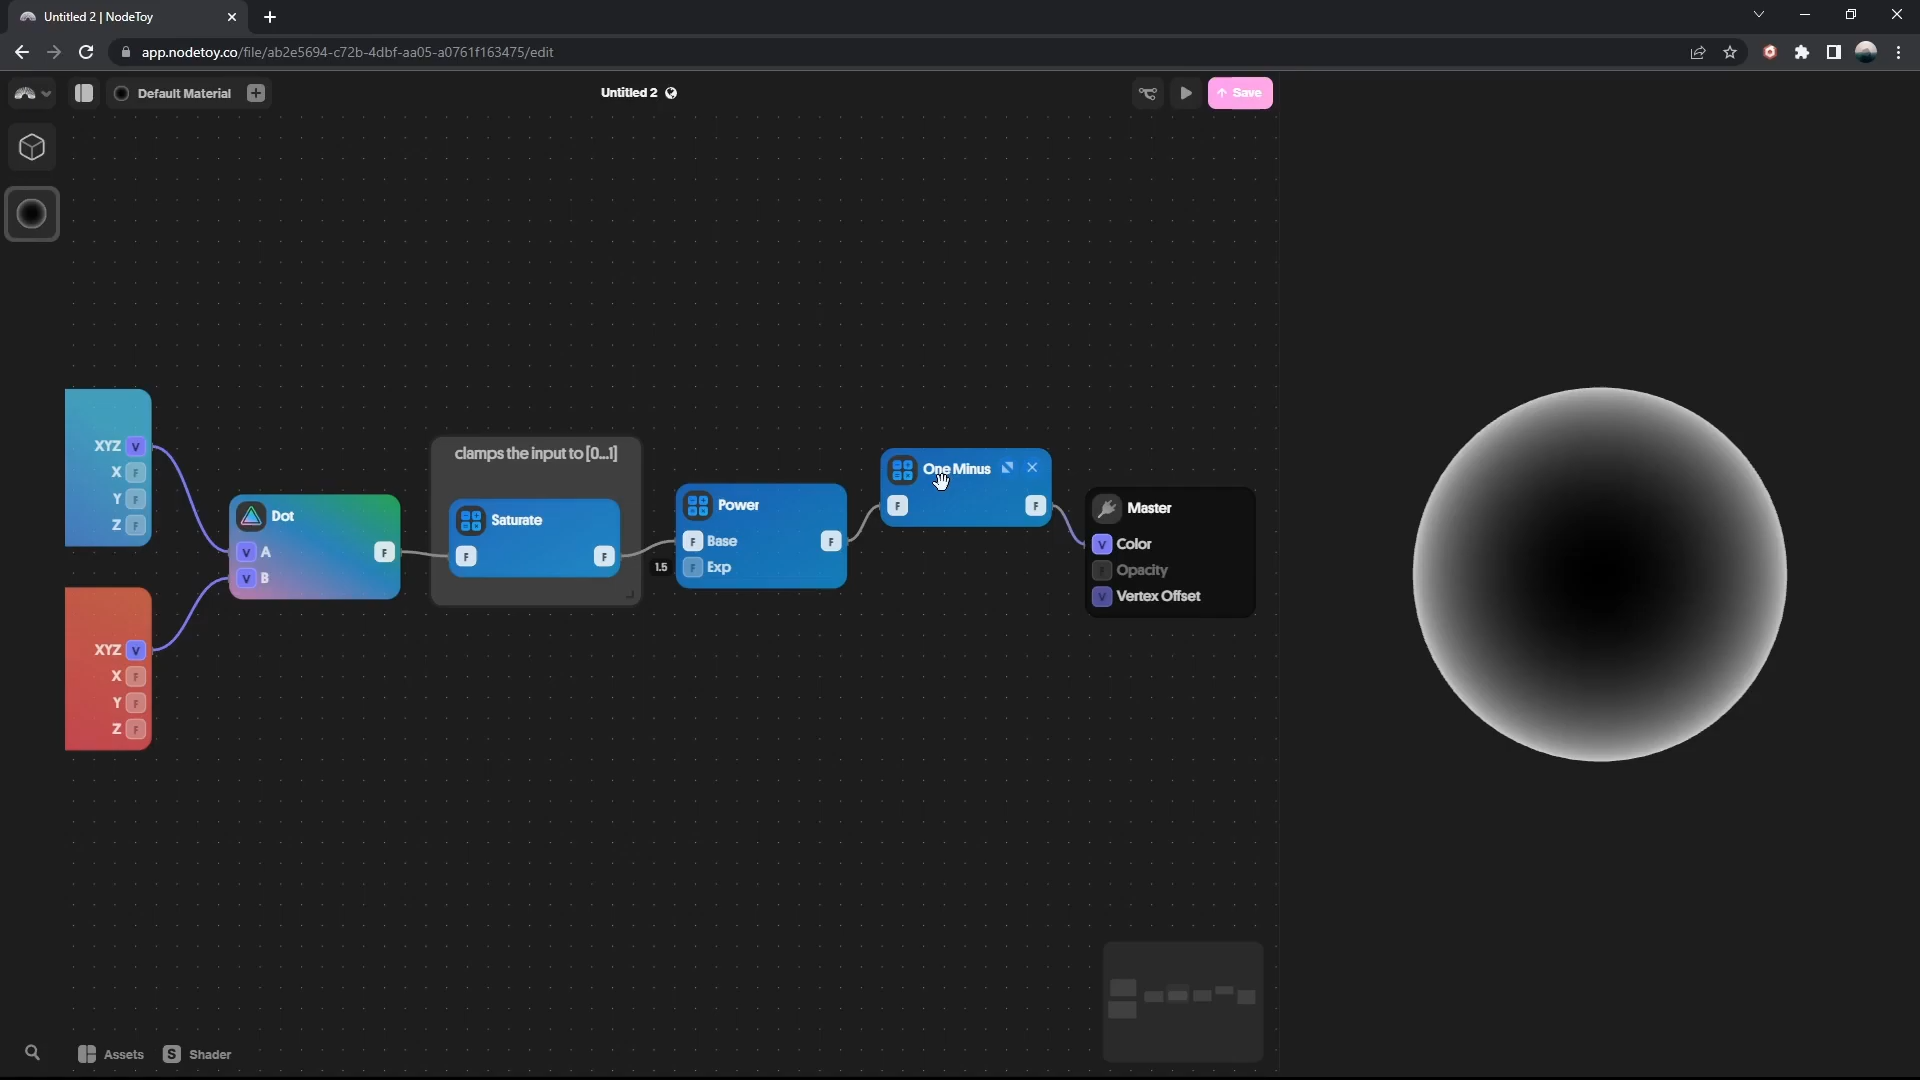 Untitled 2 | NodeToy
app.nodetoy.co/file/ab2e5694-c72b-4dbf-aa05-a0761f163475/edit
Default Material
Untitled 2
Save
XYZ V
X F
Y F
Z F
XYZ V
X F
Y F
Z F
Dot
V A F
V B
clamps the input to [0...1]
Saturate
F F
Power
F Base F
1.5 F Exp
One Minus
F F
Master
V Color
F Opacity
V Vertex Offset
Assets
S Shader